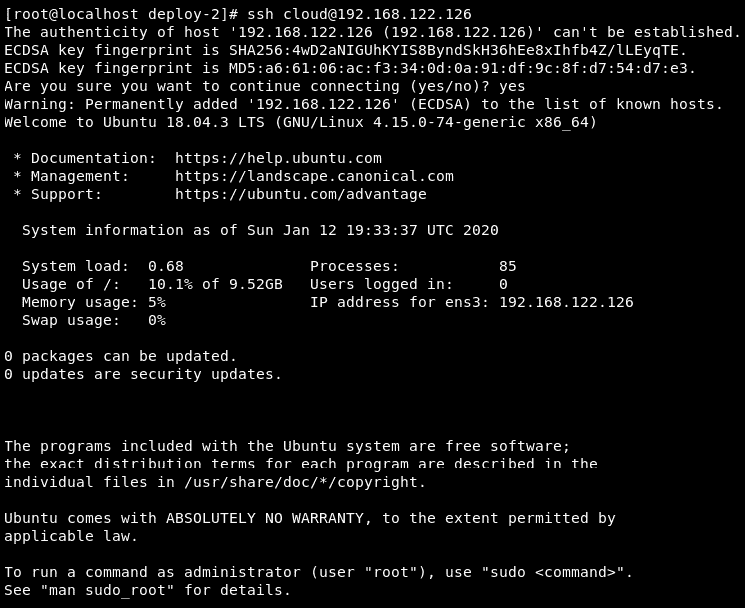 [root@localhost deploy-2]# ssh cloud@192.168.122.126
The authenticity of host '192.168.122.126 (192.168.122.126)' can't be established.
ECDSA key fingerprint is SHA256:4wD2aNIGUhKYIS8ByndSkH36hEe8xIhfb4Z/lLEyqTE.
ECDSA key fingerprint is MD5:a6:61:06:ac:f3:34:0d:0a:91:df:9c:8f:d7:54:d7:e3.
Are you sure you want to continue connecting (yes/no)? yes
Warning: Permanently added '192.168.122.126' (ECDSA) to the list of known hosts.
Welcome to Ubuntu 18.04.3 LTS (GNU/Linux 4.15.0-74-generic x86_64)

 * Documentation:  https://help.ubuntu.com
 * Management:     https://landscape.canonical.com
 * Support:        https://ubuntu.com/advantage

  System information as of Sun Jan 12 19:33:37 UTC 2020

  System load:  0.68              Processes:           85
  Usage of /:   10.1% of 9.52GB   Users logged in:     0
  Memory usage: 5%                IP address for ens3: 192.168.122.126
  Swap usage:   0%

0 packages can be updated.
0 updates are security updates.

The programs included with the Ubuntu system are free software;
the exact distribution terms for each program are described in the
individual files in /usr/share/doc/*/copyright.

Ubuntu comes with ABSOLUTELY NO WARRANTY, to the extent permitted by
applicable law.

To run a command as administrator (user "root"), use "sudo <command>".
See "man sudo_root" for details.